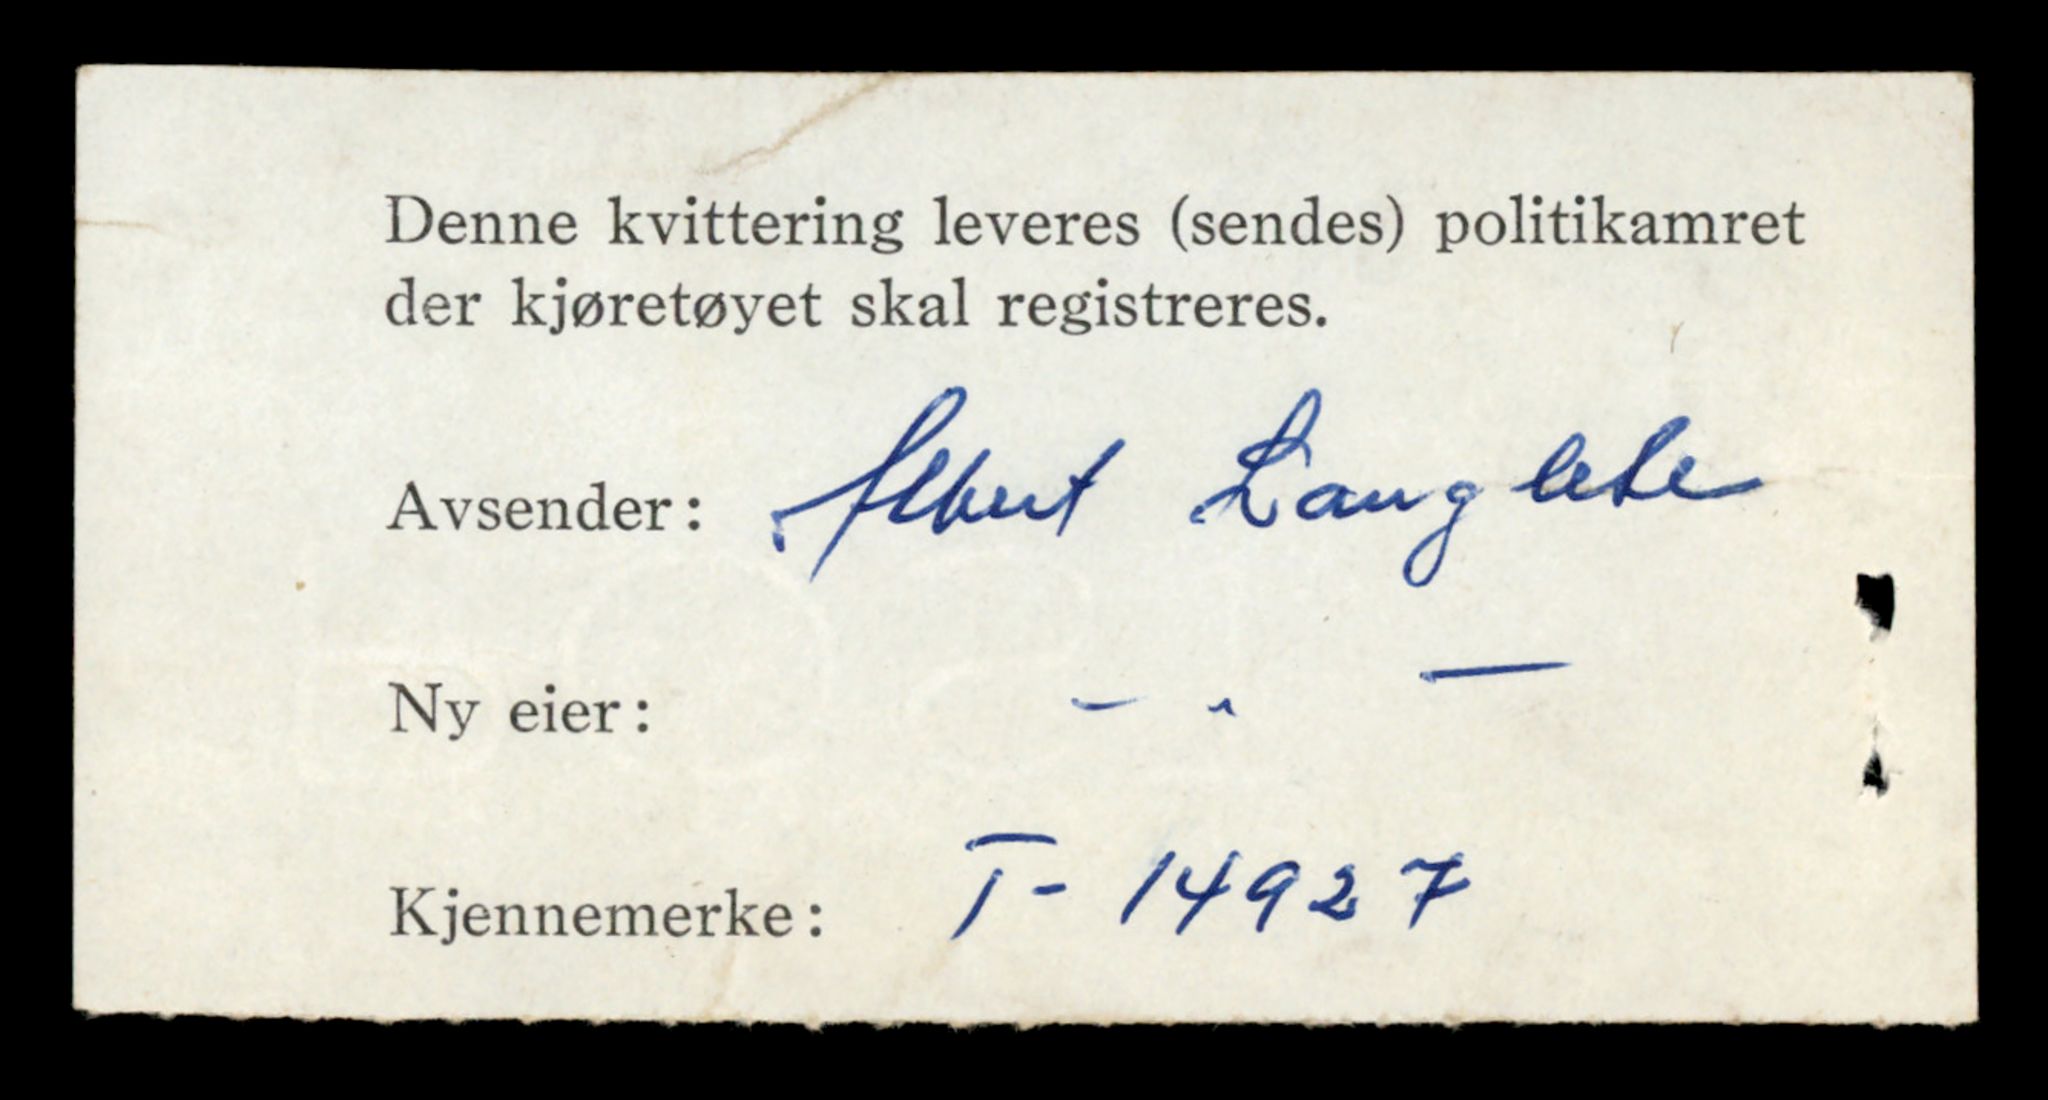 Denne kvittering leveres (sendes) politikamret
der kjøretøyet skal registreres.
Avsender: Albert Langlete
Ny eier: - " -
Kjennemerke: T- 14927